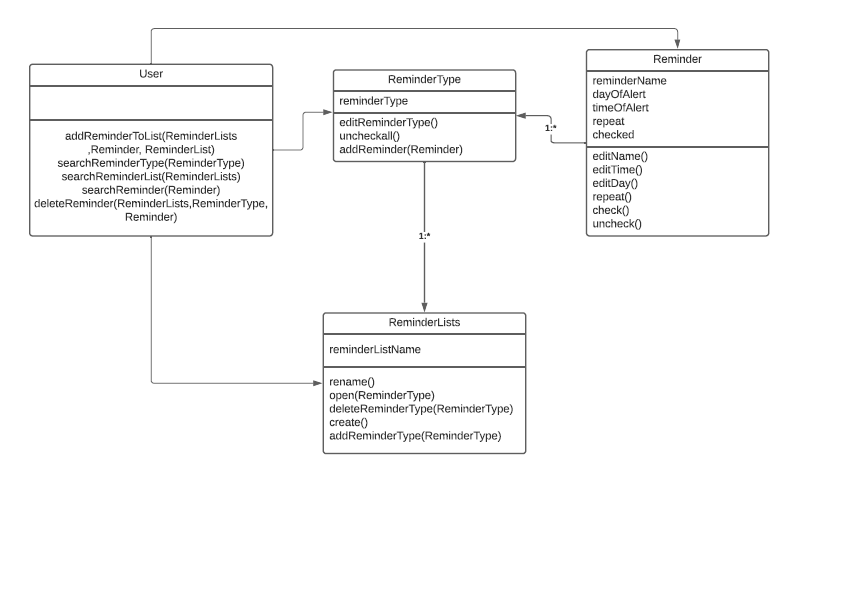 User
addReminderToList(ReminderLists
,Reminder, ReminderList)
searchReminderType(ReminderType)
searchReminderList(ReminderLists)
searchReminder(Reminder)
deleteReminder(ReminderLists,ReminderType,
Reminder)
ReminderType
reminderType
editReminderType()
uncheckall()
addReminder(Reminder)
1:*
Reminder
reminderName
dayOfAlert
timeOfAlert
repeat
checked
editName()
editTime()
editDay()
repeat()
check()
uncheck()
1:*
ReminderLists
reminderListName
rename()
open(ReminderType)
deleteReminderType(ReminderType)
create()
addReminderType(ReminderType)